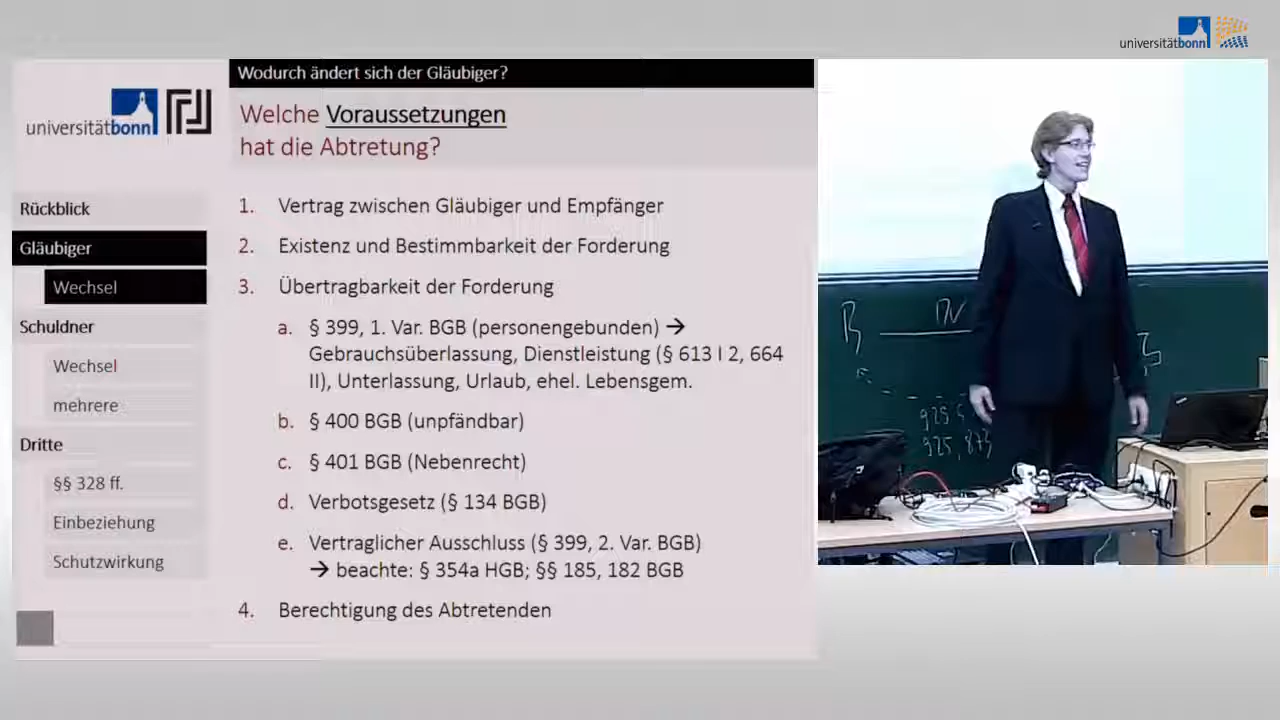 universitätbonn
Wodurch ändert sich der Gläubiger?
universitätbonn
Welche Voraussetzungen
hat die Abtretung?
Rückblick
Gläubiger
Wechsel
Schuldner
Wechsel
mehrere
Dritte
§§ 328 ff.
Einbeziehung
Schutzwirkung
1. Vertrag zwischen Gläubiger und Empfänger
2. Existenz und Bestimmbarkeit der Forderung
3. Übertragbarkeit der Forderung
a. § 399, 1. Var. BGB (personengebunden) →
Gebrauchsüberlassung, Dienstleistung (§ 613 I 2, 664
II), Unterlassung, Urlaub, ehel. Lebensgem.
b. § 400 BGB (unpfändbar)
c. § 401 BGB (Nebenrecht)
d. Verbotsgesetz (§ 134 BGB)
e. Vertraglicher Ausschluss (§ 399, 2. Var. BGB)
→ beachte: § 354a HGB; §§ 185, 182 BGB
4. Berechtigung des Abtretenden
B
925, 873